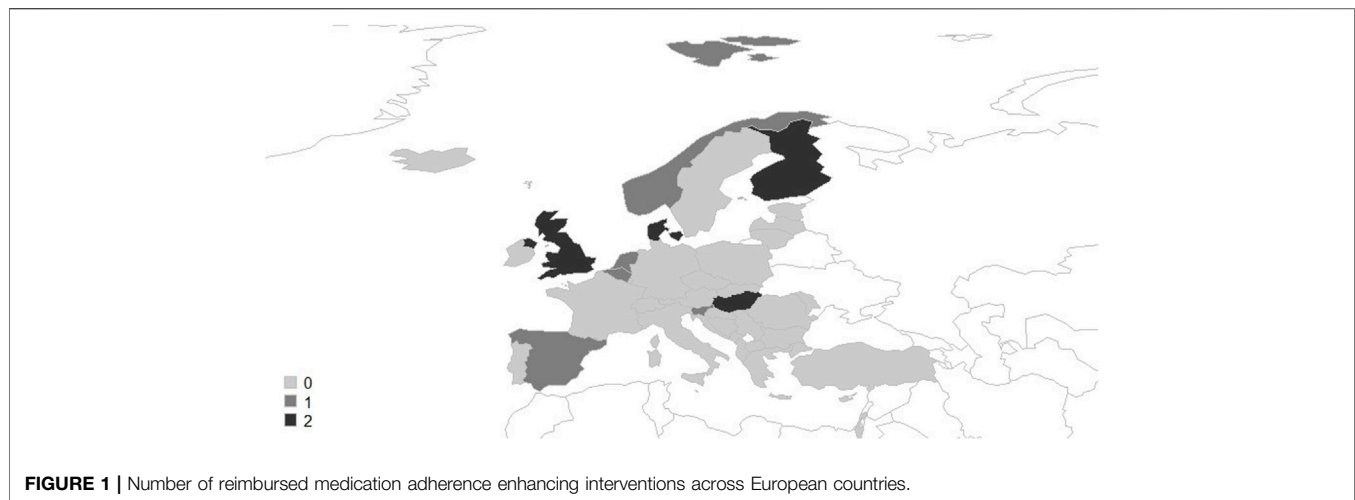 0
1
2
FIGURE 1 | Number of reimbursed medication adherence enhancing interventions across European countries.